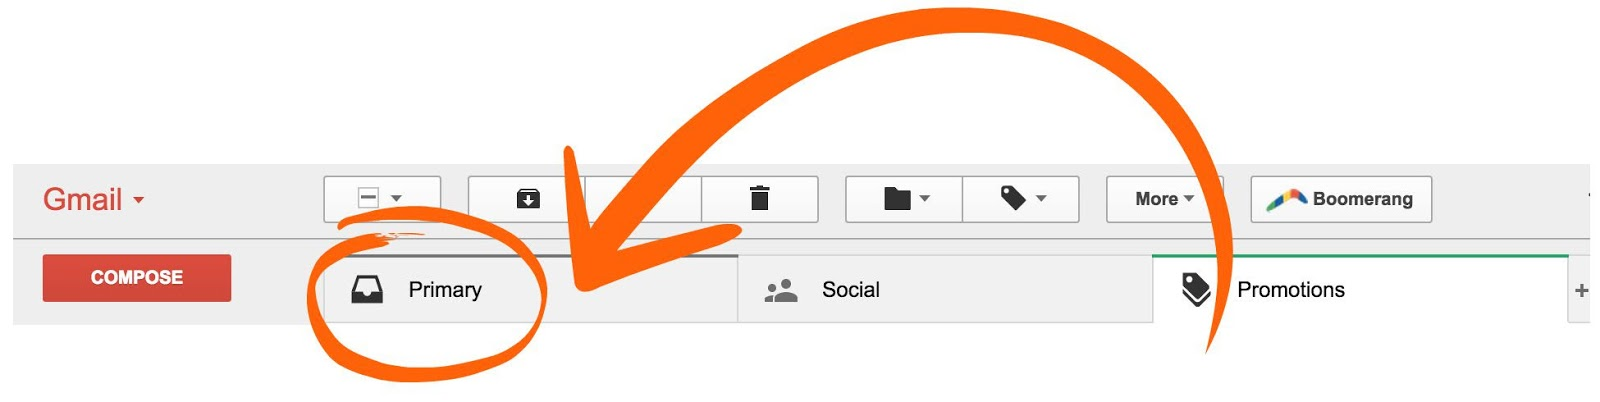 Gmail
More
Boomerang
COMPOSE
Primary
Social
Promotions
+